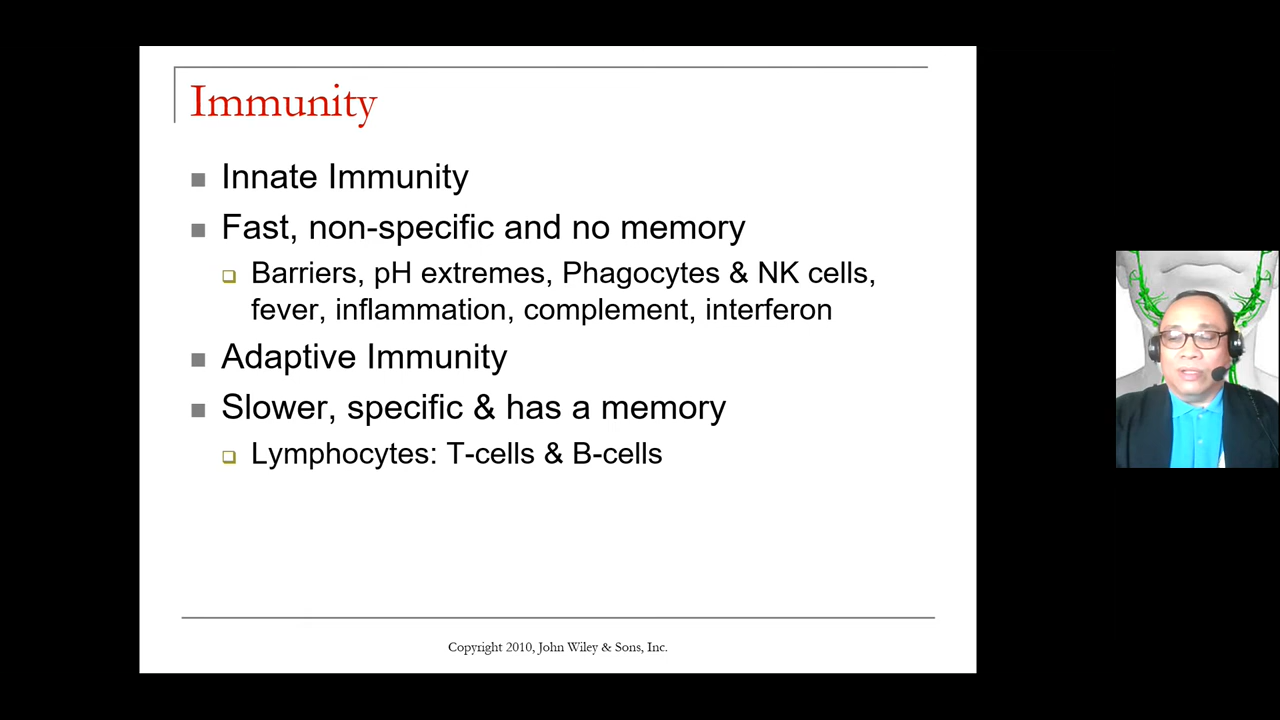 Immunity
Innate Immunity
Fast, non-specific and no memory
Barriers, pH extremes, Phagocytes & NK cells,
fever, inflammation, complement, interferon
Adaptive Immunity
Slower, specific & has a memory
Lymphocytes: T-cells & B-cells
Copyright 2010, John Wiley & Sons, Inc.